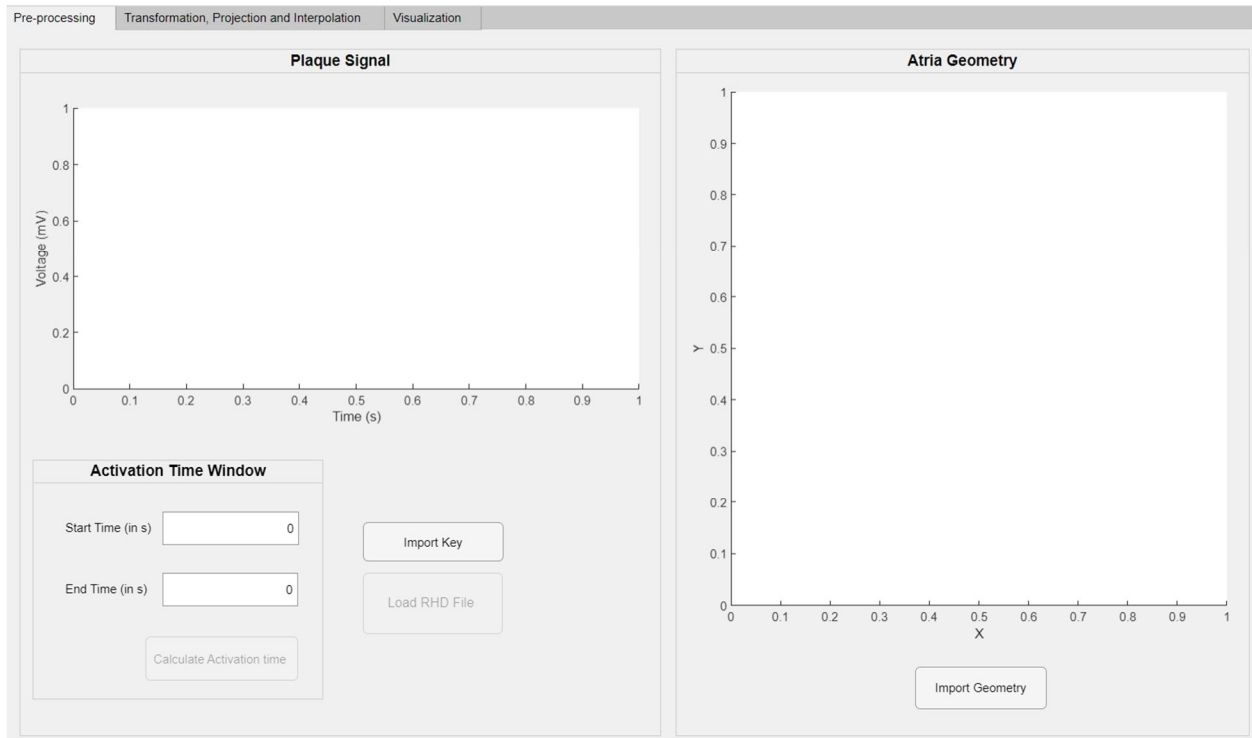 Pre-processing Transformation, Projection and Interpolation Visualization
Plaque Signal
1
0.8
0.6
0.4
0.2
0
Voltage (mV)
0 0.1 0.2 0.3 0.4 0.5 0.6 0.7 0.8 0.9 1
Time (s)
Activation Time Window
Start Time (in s) 0
End Time (in s) 0
Calculate Activation time
Import Key
Load RHD File
Atria Geometry
1
0.9
0.8
0.7
0.6
0.5
0.4
0.3
0.2
0.1
0
Y
0 0.1 0.2 0.3 0.4 0.5 0.6 0.7 0.8 0.9 1
X
Import Geometry